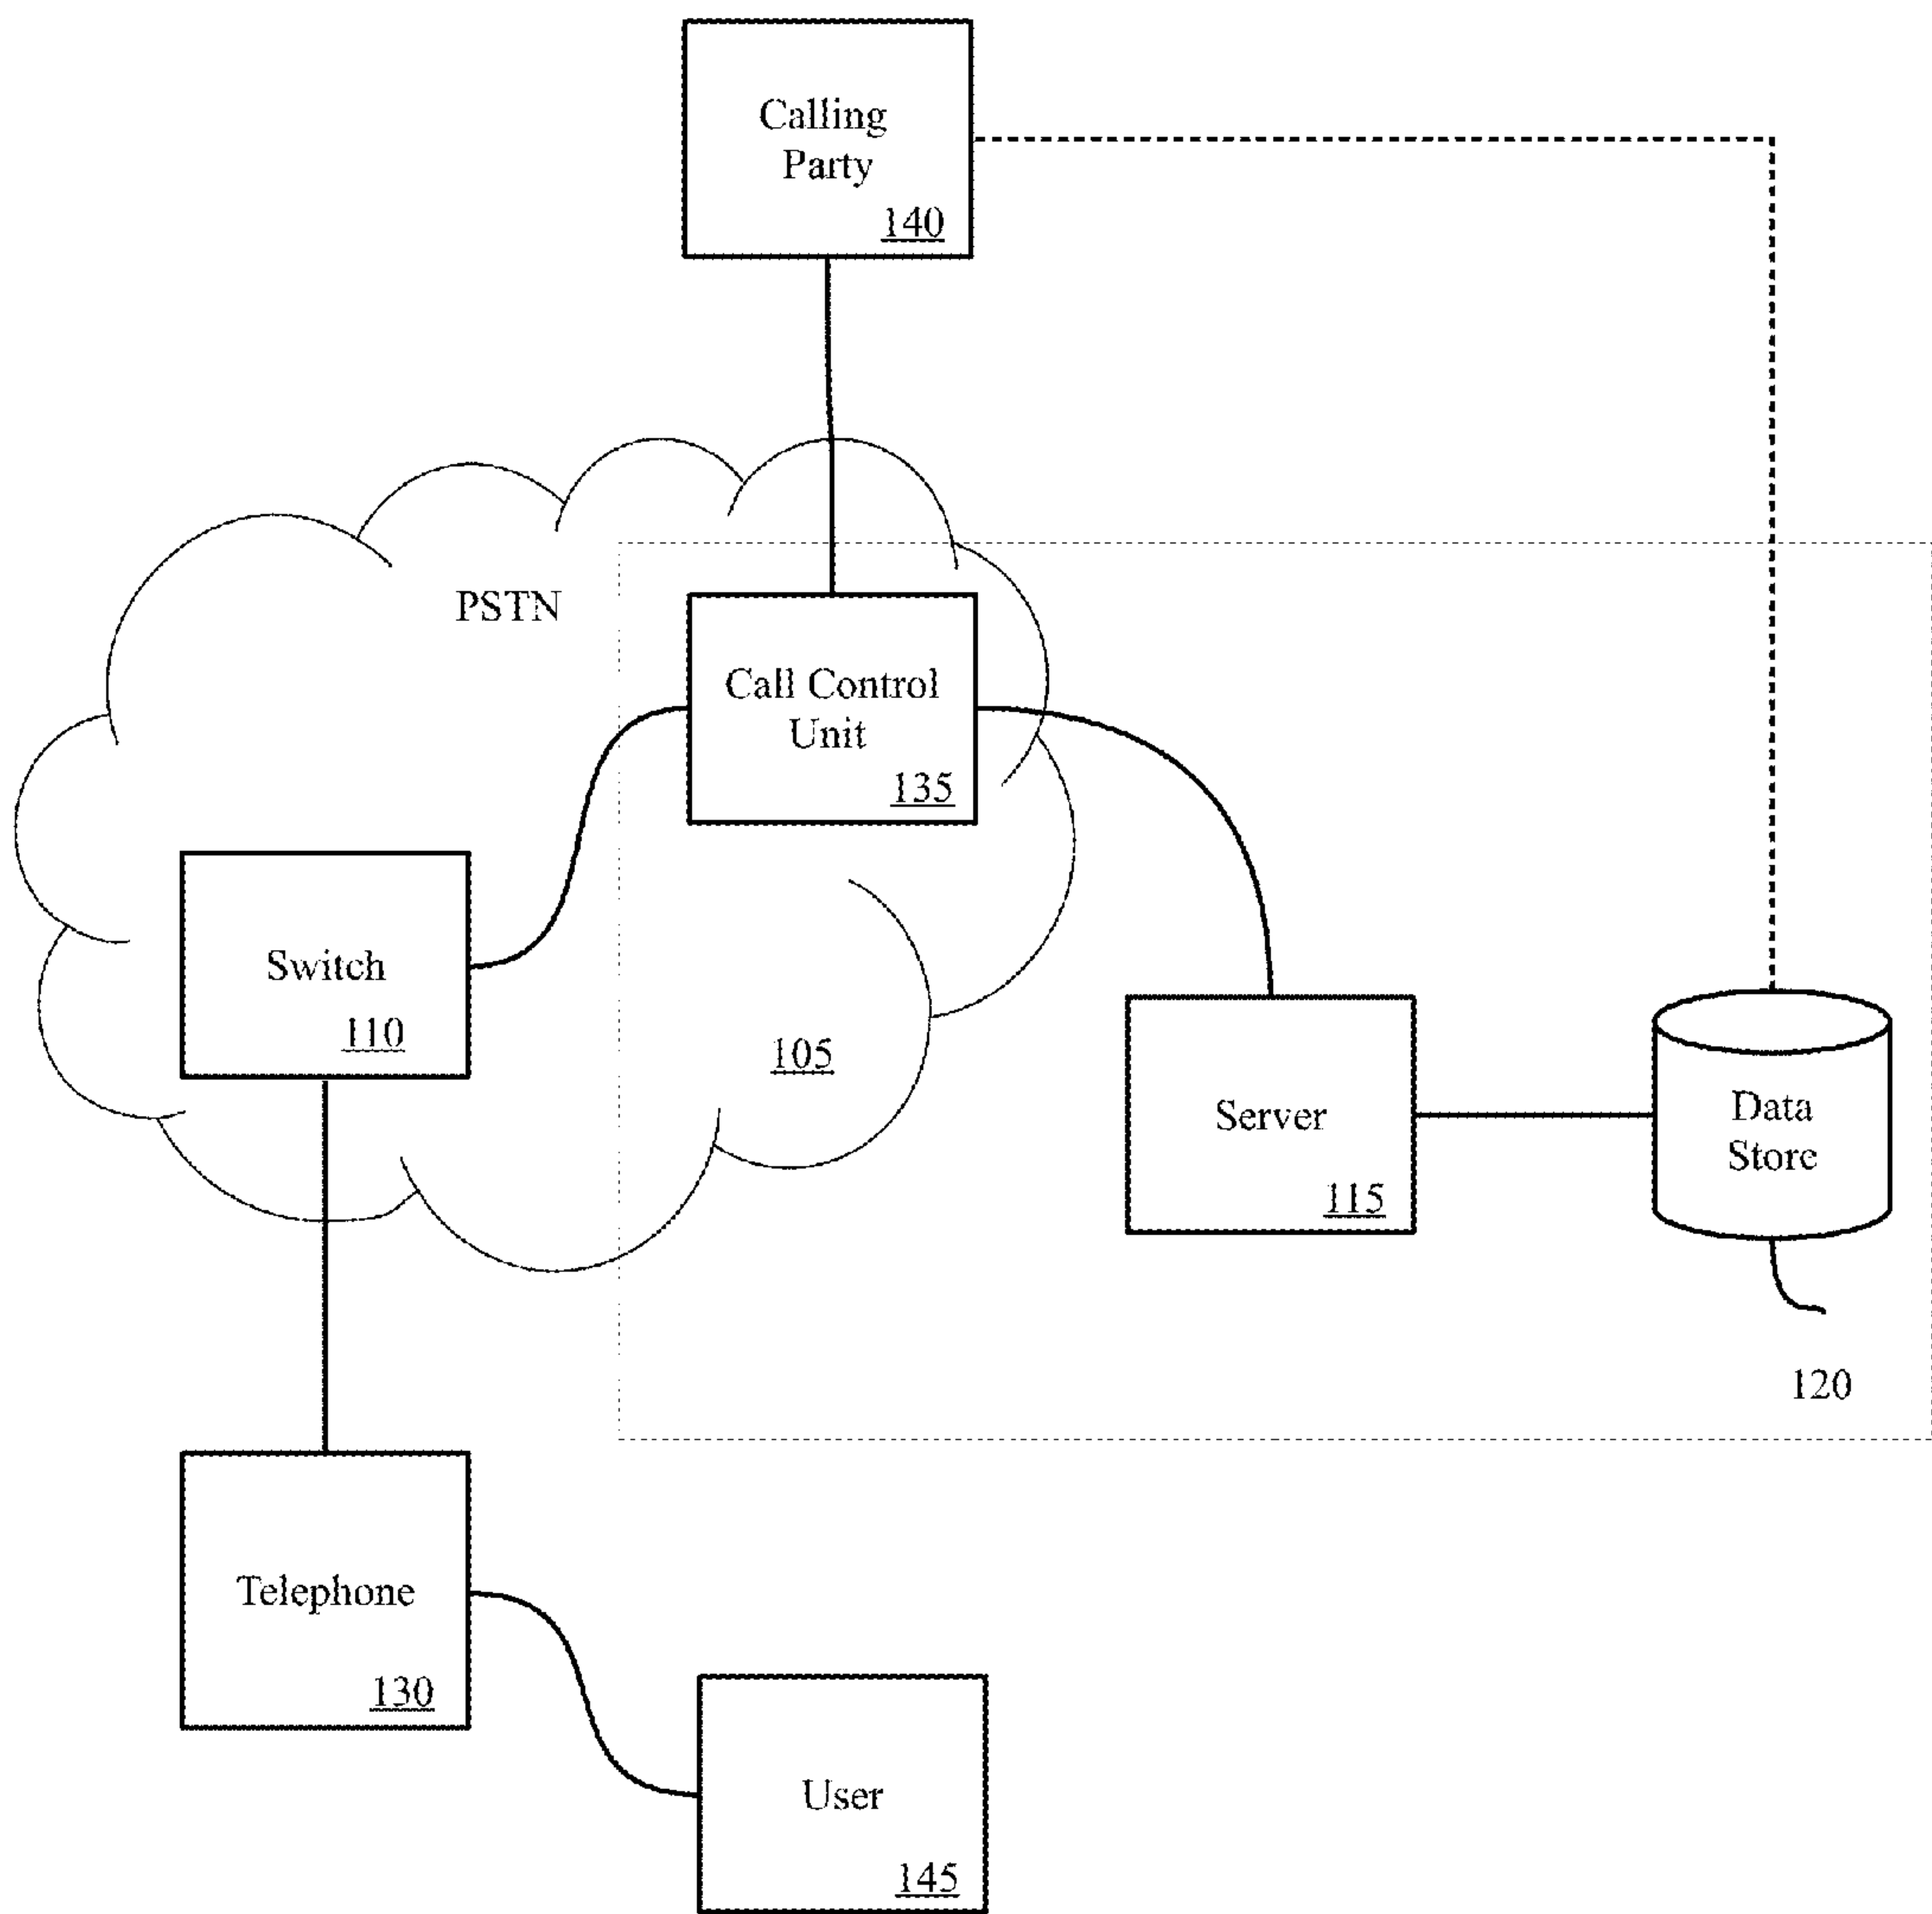 Calling
Party
140
PSTN
Call Control
Unit
135
Switch
110
105
Server
115
Data
Store
120
Telephone
130
User
145